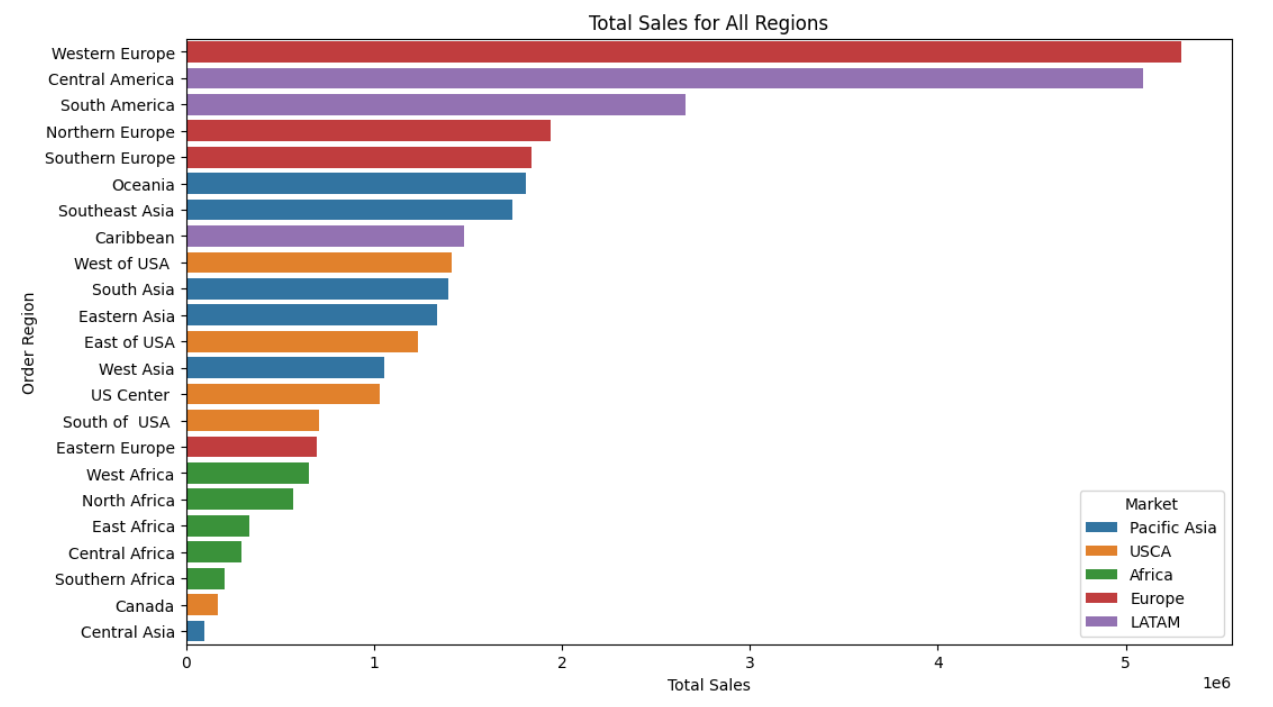 Total Sales for All Regions
Order Region
Western Europe
Central America
South America
Northern Europe
Southern Europe
Oceania
Southeast Asia
Caribbean
West of USA
South Asia
Eastern Asia
East of USA
West Asia
US Center
South of  USA
Eastern Europe
West Africa
North Africa
East Africa
Central Africa
Southern Africa
Canada
Central Asia
Market
Pacific Asia
USCA
Africa
Europe
LATAM
0 1 2 3 4 5
1e6
Total Sales